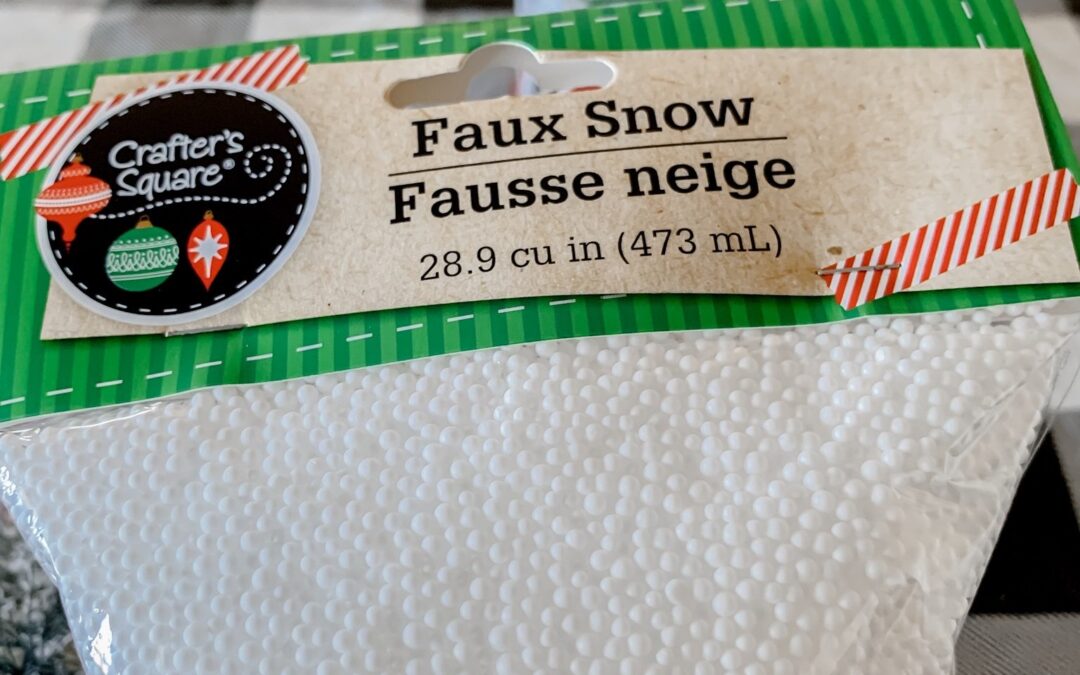 Crafter's
Square®
Faux Snow
Fausse neige
28.9 cu in (473 mL)